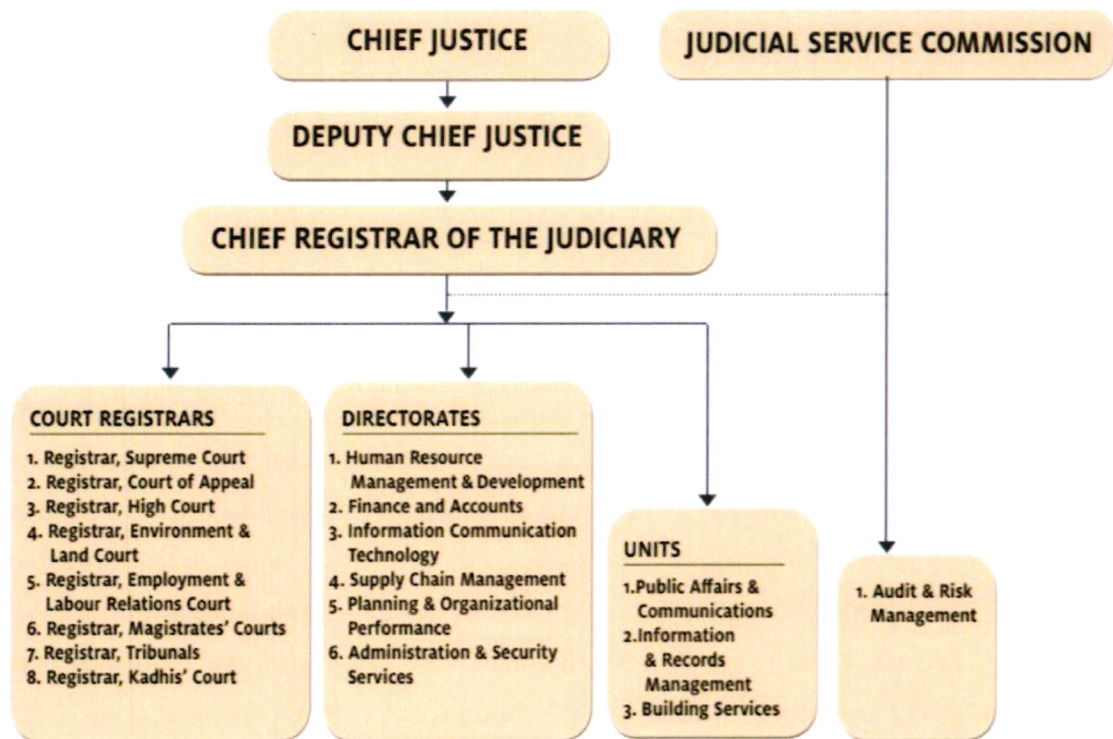 CHIEF JUSTICE
JUDICIAL SERVICE COMMISSION
DEPUTY CHIEF JUSTICE
CHIEF REGISTRAR OF THE JUDICIARY
COURT REGISTRARS
1. Registrar, Supreme Court
2. Registrar, Court of Appeal
3. Registrar, High Court
4. Registrar, Environment &
Land Court
5. Registrar, Employment &
Labour Relations Court
6. Registrar, Magistrates' Courts
7. Registrar, Tribunals
8. Registrar, Kadhis' Court
DIRECTORATES
1. Human Resource
Management & Development
2. Finance and Accounts
3. Information Communication
Technology
4. Supply Chain Management
5. Planning & Organizational
Performance
6. Administration & Security
Services
UNITS
1.Public Affairs &
Communications
2.Information
& Records
Management
3. Building Services
1. Audit & Risk
Management